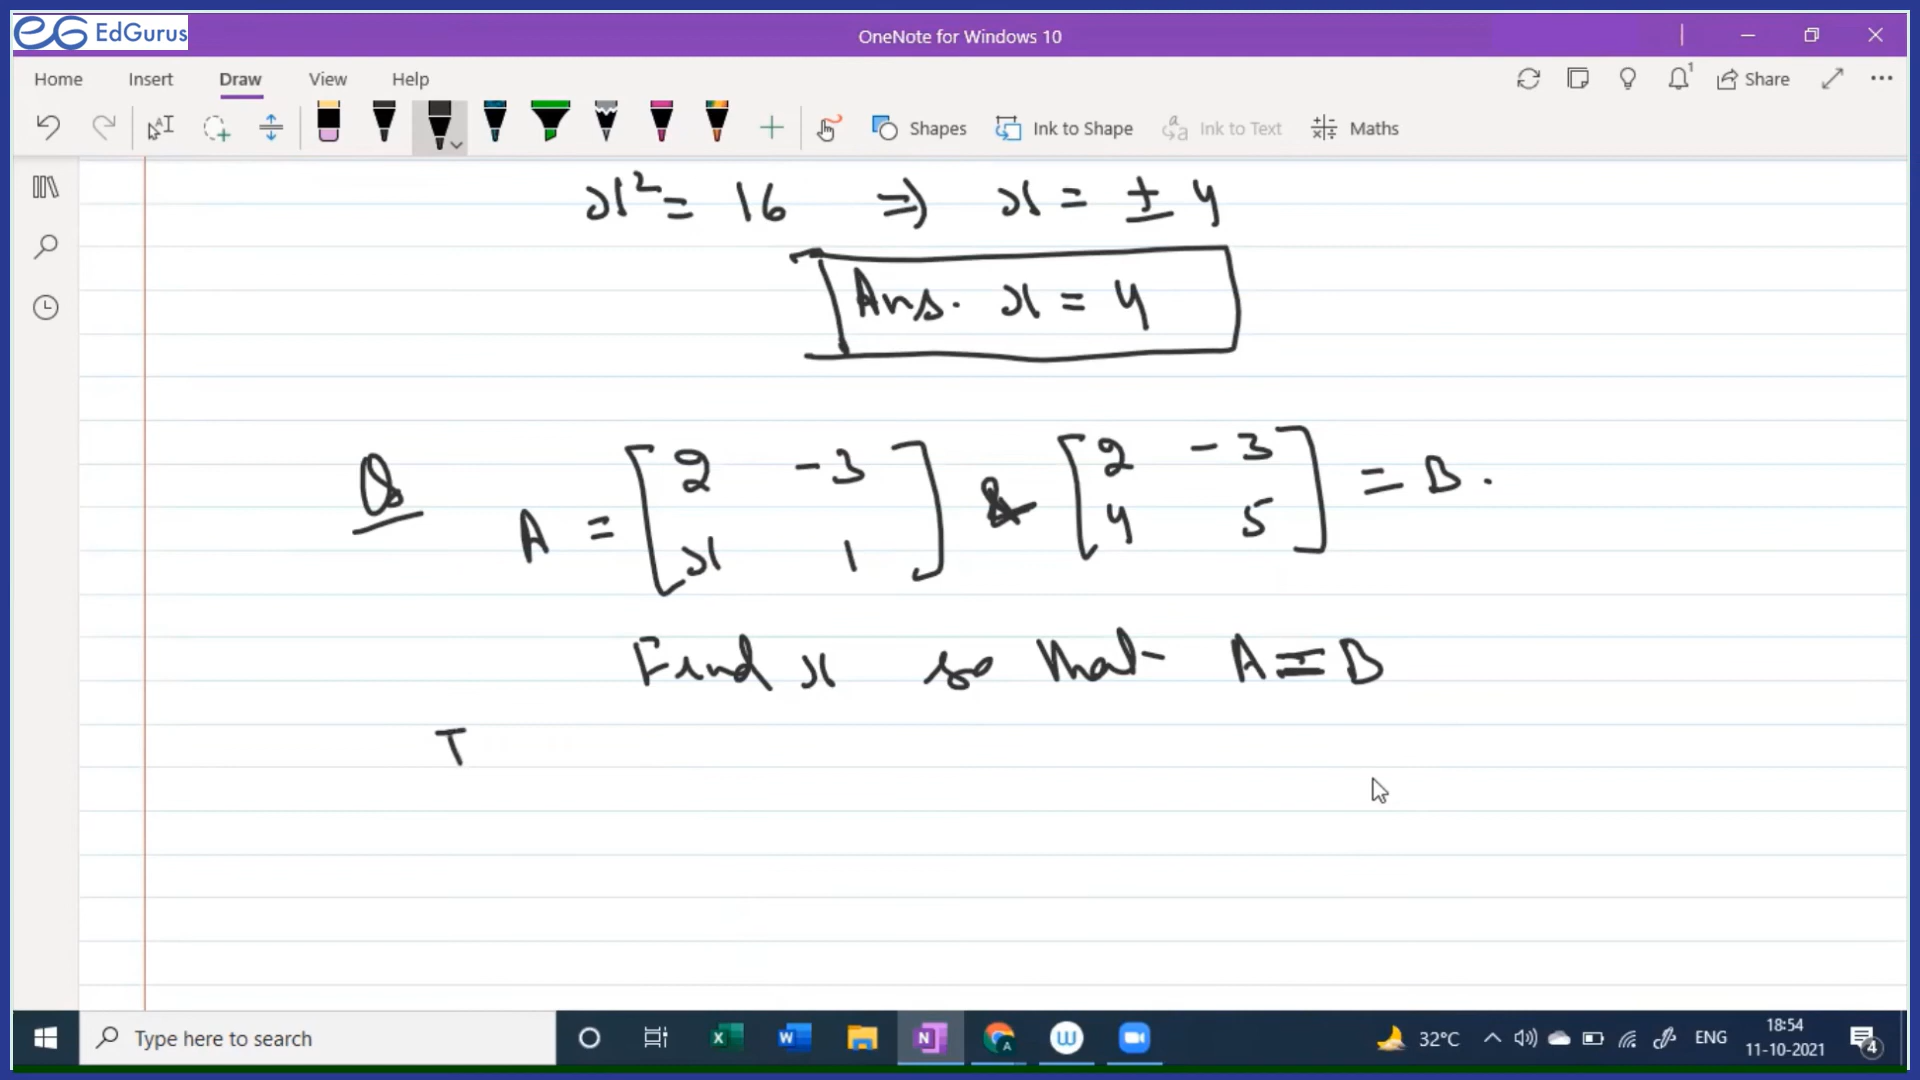 EdGurus
OneNote for Windows 10
Home Insert Draw View Help
1 Share
Shapes Ink to Shape Ink to Text Maths
x² = 16 ⇒ x = ± 4
Ans. x = 4
Q A = [2 -3 x 1] & [2 -3 4 5] = B.
Find x so that A = B
T
Type here to search
32°C ENG 18:54 4
11-10-2021